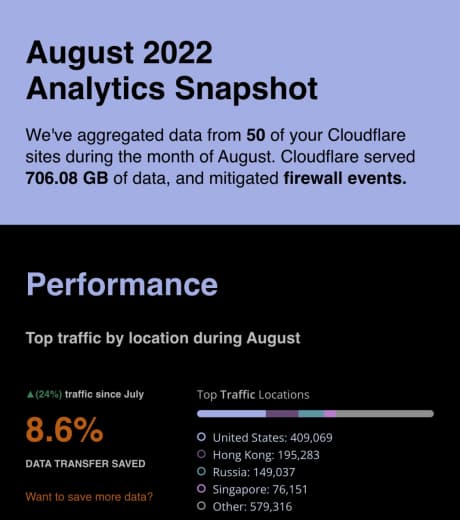 August 2022
Analytics Snapshot
We've aggregated data from 50 of your Cloudflare
sites during the month of August. Cloudflare served
706.08 GB of data, and mitigated firewall events.
Performance
Top traffic by location during August
▲(24%) traffic since July
8.6%
DATA TRANSFER SAVED
Want to save more data?
Top Traffic Locations
United States: 409,069
Hong Kong: 195,283
Russia: 149,037
Singapore: 76,151
Other: 579,316